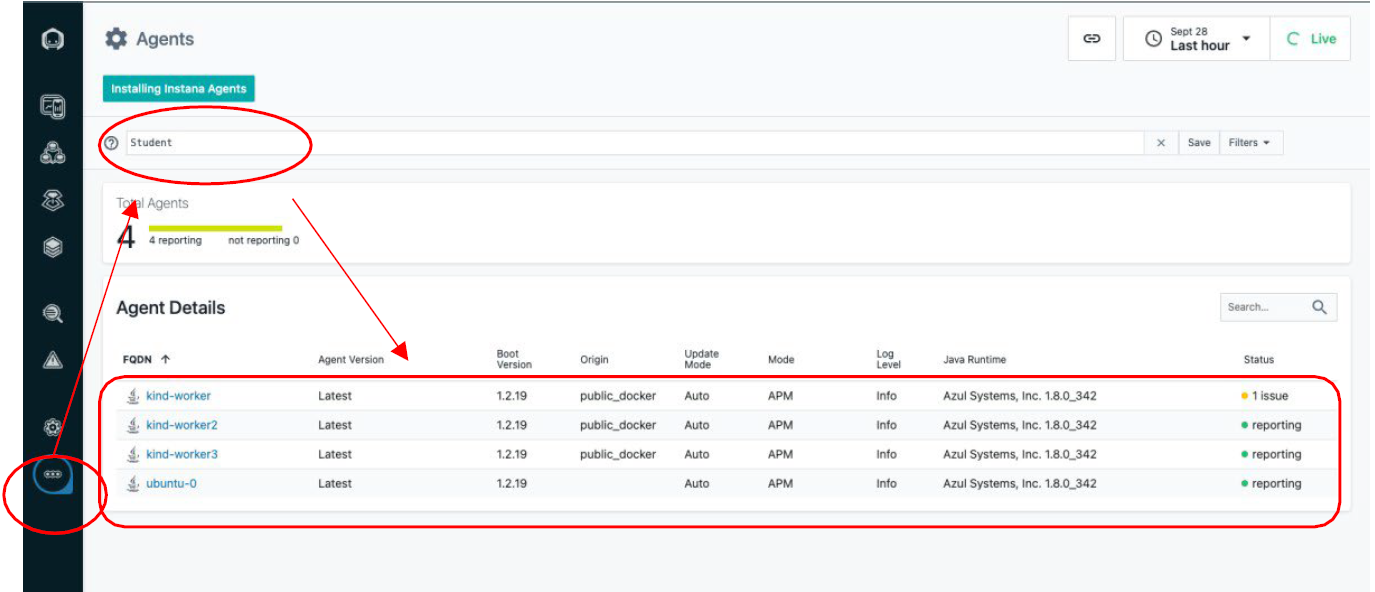 Agents
Sept 28
Last hour
Live
Installing Instana Agents
Student
Save
Filters
Total Agents
4
4 reporting not reporting 0
Agent Details
Search...
FQDN Agent Version Boot Version Origin Update Mode Mode Log Level Java Runtime Status
kind-worker Latest 1.2.19 public_docker Auto APM Info Azul Systems, Inc. 1.8.0_342 1 issue
kind-worker2 Latest 1.2.19 public_docker Auto APM Info Azul Systems, Inc. 1.8.0_342 reporting
kind-worker3 Latest 1.2.19 public_docker Auto APM Info Azul Systems, Inc. 1.8.0_342 reporting
ubuntu-0 Latest 1.2.19 Auto APM Info Azul Systems, Inc. 1.8.0_342 reporting